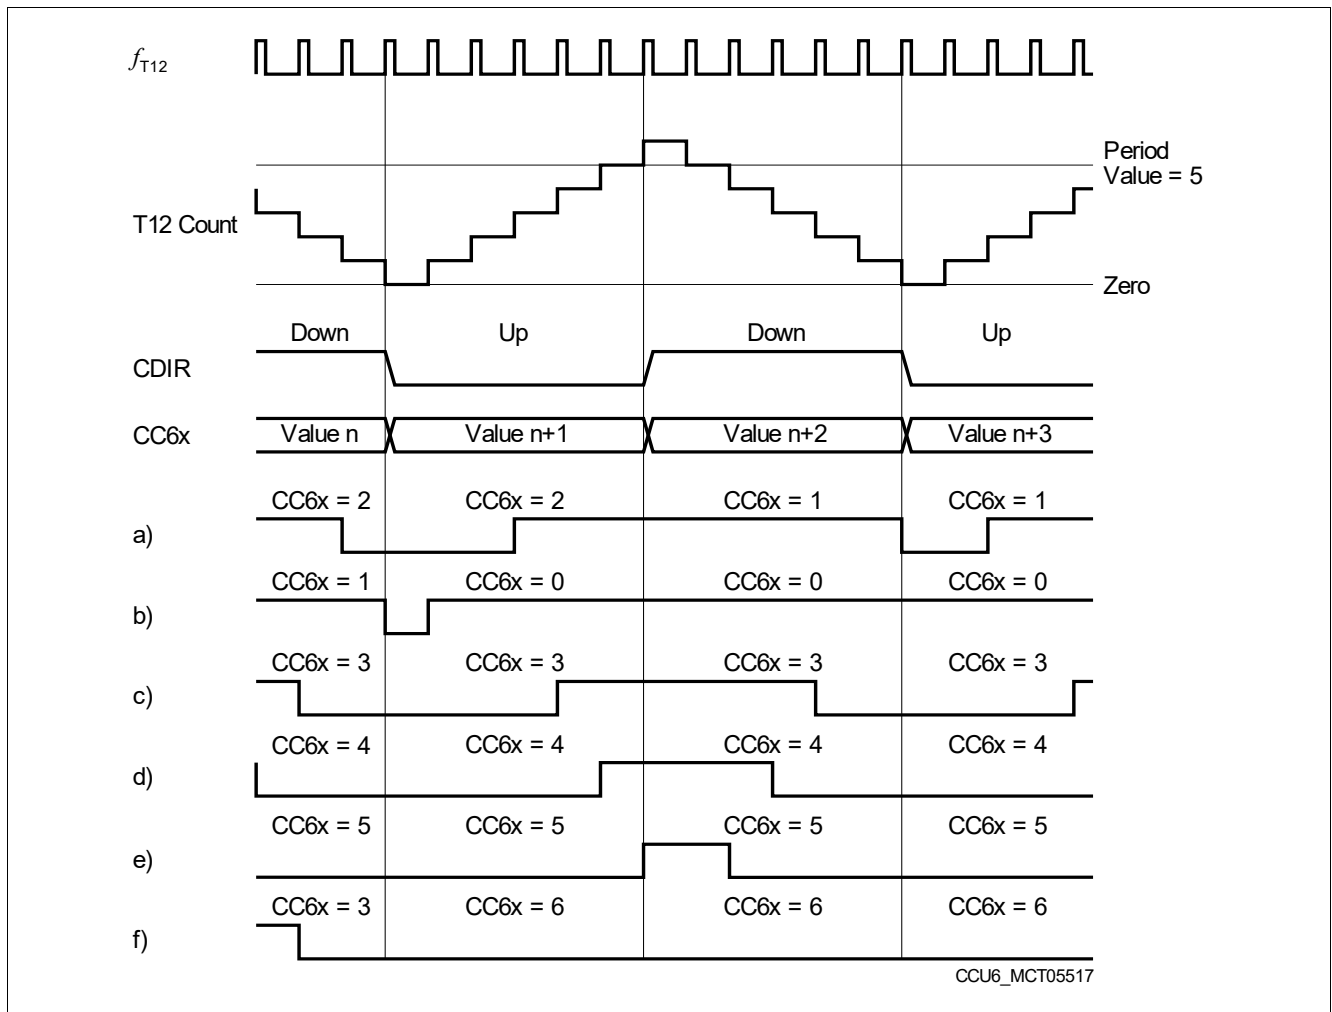 fT12
Period
Value = 5
T12 Count
Zero
Down Up Down Up
CDIR
CC6x Value n Value n+1 Value n+2 Value n+3
CC6x = 2 CC6x = 2 CC6x = 1 CC6x = 1
a)
CC6x = 1 CC6x = 0 CC6x = 0 CC6x = 0
b)
CC6x = 3 CC6x = 3 CC6x = 3 CC6x = 3
c)
CC6x = 4 CC6x = 4 CC6x = 4 CC6x = 4
d)
CC6x = 5 CC6x = 5 CC6x = 5 CC6x = 5
e)
CC6x = 3 CC6x = 6 CC6x = 6 CC6x = 6
f)
CCU6_MCT05517